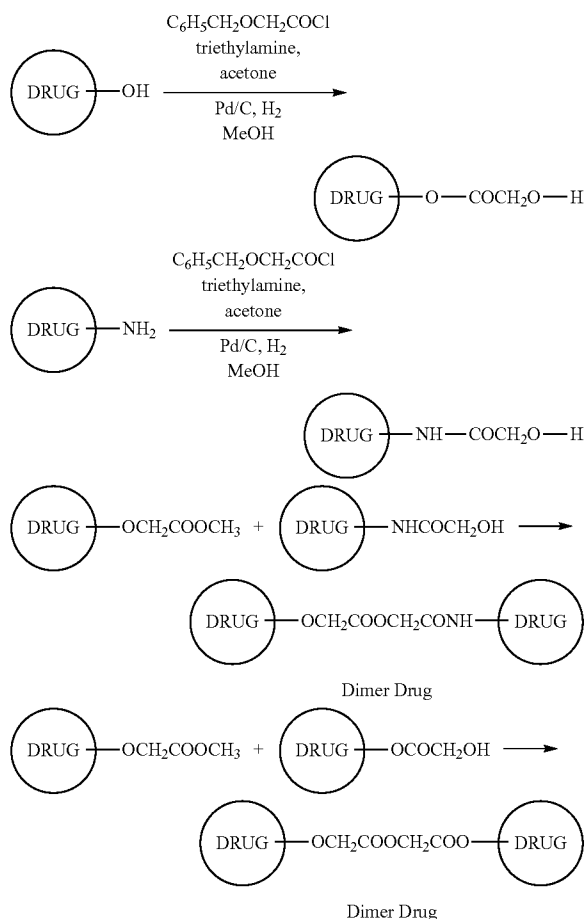 C₆H₅CH₂OCH₂COCl
triethylamine,
acetone
DRUG—OH
Pd/C, H₂
MeOH
DRUG—O—COCH₂O—H
C₆H₅CH₂OCH₂COCl
triethylamine,
acetone
DRUG—NH₂
Pd/C, H₂
MeOH
DRUG—NH—COCH₂O—H
DRUG—OCH₂COOCH₃ + DRUG—NHCOCH₂OH
DRUG—OCH₂COOCH₂CONH—DRUG
Dimer Drug
DRUG—OCH₂COOCH₃ + DRUG—OCOCH₂OH
DRUG—OCH₂COOCH₂COO—DRUG
Dimer Drug